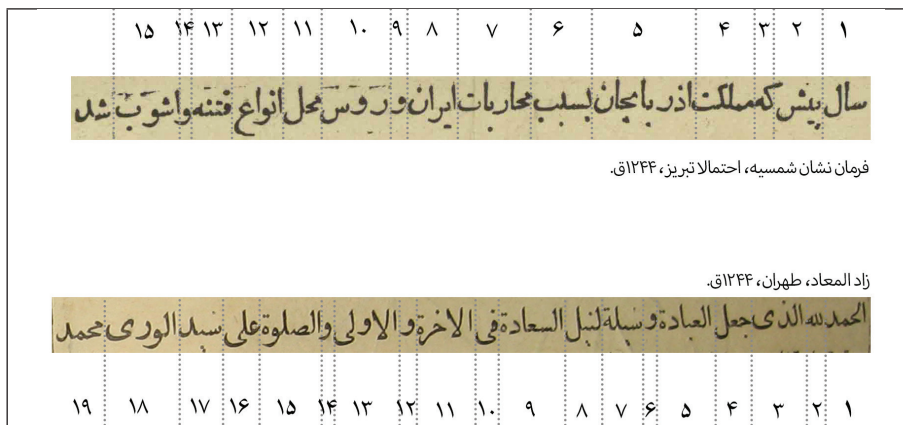 ۱ ۲ ۳ ۴ ۵ ۶ ۷ ۸ ۹ ۱۰ ۱۱ ۱۲ ۱۳ ۱۴ ۱۵
سال پیش که مملکت اذربایجان بسبب محاربات ایران و روس محل انواع فتنه و اشوب شد
فرمان نشان شمسیه، احتمالا تبریز، ۱۲۴۴ق.
زاد المعاد، طهران، ۱۲۴۴ق.
الحمد لله الذی جعل العبادة وسیلة لنیل السعادة فی الاخرة و الاولی والصلوة علی سید الوری محمد
۱ ۲ ۳ ۴ ۵ ۶ ۷ ۸ ۹ ۱۰ ۱۱ ۱۲ ۱۳ ۱۴ ۱۵ ۱۶ ۱۷ ۱۸ ۱۹